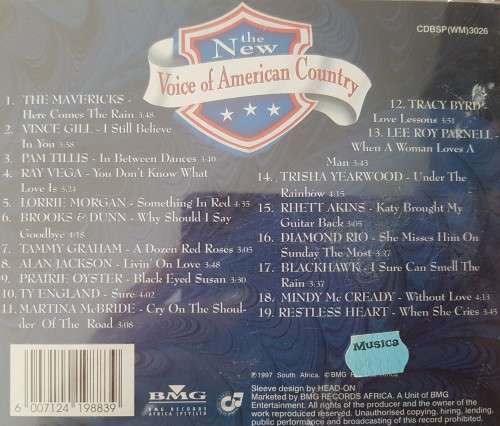 CDBSP(WM)3026
the
New
Voice of American Country
1. THE MAVERICKS -
Here Comes The Rain 3:48
2. VINCE GILL - I Still Believe
In You 3:58
3. PAM TILLIS - In Between Dances 3:40
4. RAY VEGA - You Don't Know What
Love Is 3:24
5. LORRIE MORGAN - Something In Red 4:35
6. BROOKS & DUNN - Why Should I Say
Goodbye 4:18
7. TAMMY GRAHAM - A Dozen Red Roses 3:05
8. ALAN JACKSON - Livin' On Love 3:48
9. PRAIRIE OYSTER - Black Eyed Susan 3:30
10. TY ENGLAND - Sure 4:02
11. MARTINA McBRIDE - Cry On The Shoul-
der Of The Road 3:08
12. TRACY BYRD -
Love Lessons 3:51
13. LEE ROY PARNELL -
When A Woman Loves A
Man 3:43
14. TRISHA YEARWOOD - Under The
Rainbow 4:15
15. RHETT AKINS - Katy Brought My
Guitar Back 3:05
16. DIAMOND RIO - She Misses Him On
Sunday The Most 3:27
17. BLACKHAWK - I Sure Can Smell The
Rain 3:37
18. MINDY Mc CREADY - Without Love 4:13
19. RESTLESS HEART - When She Cries 3:45
Musica
6 007124 198839
BMG
BMG RECORDS
AFRICA (PTY)LTD
℗1997 South Africa. ©BMG
Sleeve design by HEAD-ON
Marketed by BMG RECORDS AFRICA. A Unit of BMG
Entertainment. All rights of the producer and the owner of the
work reproduced reserved. Unauthorised copying, hiring, lending,
public performance and broadcasting of this record prohibited.